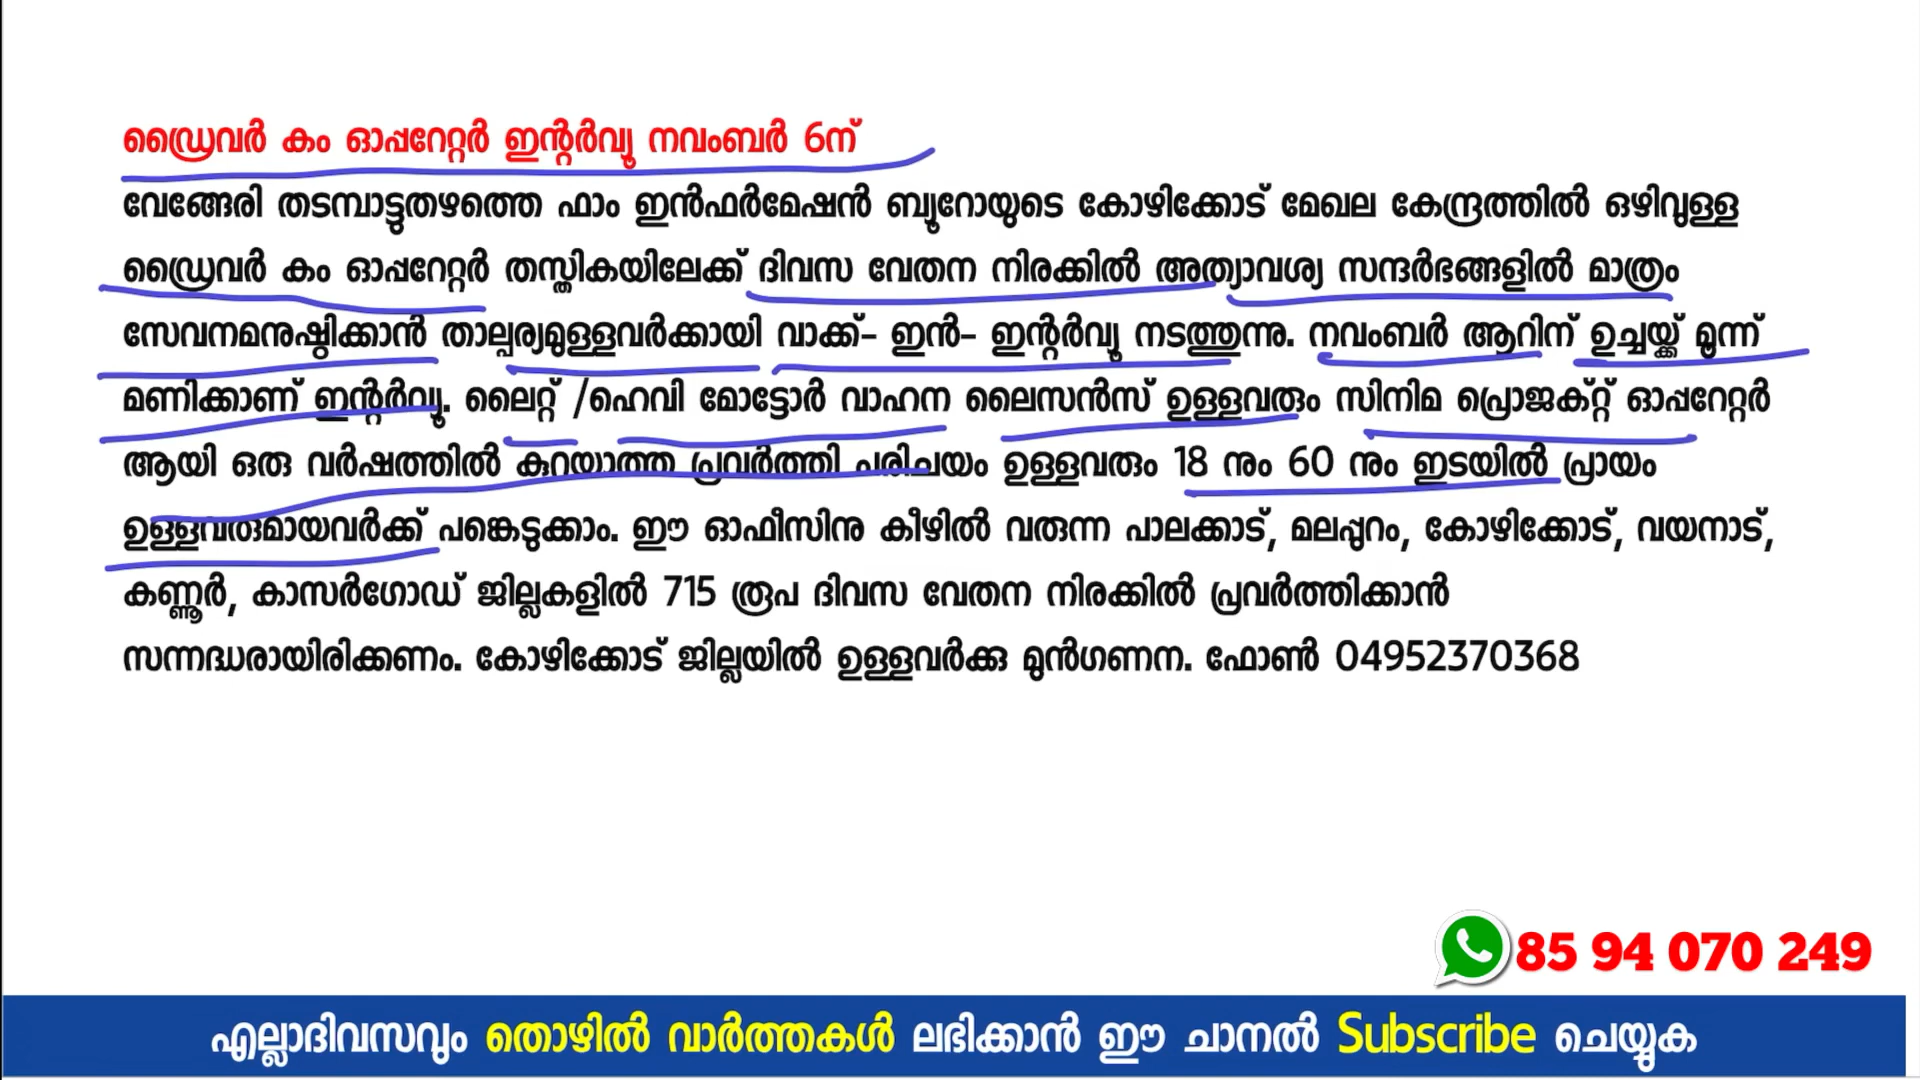 ഡ്രൈവർ കം ഓപ്പറേറ്റർ ഇന്റർവ്യൂ നവംബർ 6ന്
വേങ്ങേരി തടമ്പാട്ടുതഴത്തെ ഫാം ഇൻഫർമേഷൻ ബ്യൂറോയുടെ കോഴിക്കോട് മേഖല കേന്ദ്രത്തിൽ ഒഴിവുള്ള
ഡ്രൈവർ കം ഓപ്പറേറ്റർ തസ്തികയിലേക്ക് ദിവസ വേതന നിരക്കിൽ അത്യാവശ്യ സന്ദർഭങ്ങളിൽ മാത്രം
സേവനമനുഷ്ഠിക്കാൻ താല്പര്യമുള്ളവർക്കായി വാക്ക്- ഇൻ- ഇന്റർവ്യൂ നടത്തുന്നു. നവംബർ ആറിന് ഉച്ചയ്ക്ക് മൂന്ന്
മണിക്കാണ് ഇന്റർവ്യൂ. ലൈറ്റ് /ഹെവി മോട്ടോർ വാഹന ലൈസൻസ് ഉള്ളവരും സിനിമ പ്രൊജക്റ്റ് ഓപ്പറേറ്റർ
ആയി ഒരു വർഷത്തിൽ കുറയാത്ത പ്രവർത്തി പരിചയം ഉള്ളവരും 18 നും 60 നും ഇടയിൽ പ്രായം
ഉള്ളവരുമായവർക്ക് പങ്കെടുക്കാം. ഈ ഓഫീസിനു കീഴിൽ വരുന്ന പാലക്കാട്, മലപ്പുറം, കോഴിക്കോട്, വയനാട്,
കണ്ണൂർ, കാസർഗോഡ് ജില്ലകളിൽ 715 രൂപ ദിവസ വേതന നിരക്കിൽ പ്രവർത്തിക്കാൻ
സന്നദ്ധരായിരിക്കണം. കോഴിക്കോട് ജില്ലയിൽ ഉള്ളവർക്കു മുൻഗണന. ഫോൺ 04952370368
85 94 070 249
എല്ലാദിവസവും തൊഴിൽ വാർത്തകൾ ലഭിക്കാൻ ഈ ചാനൽ Subscribe ചെയ്യുക